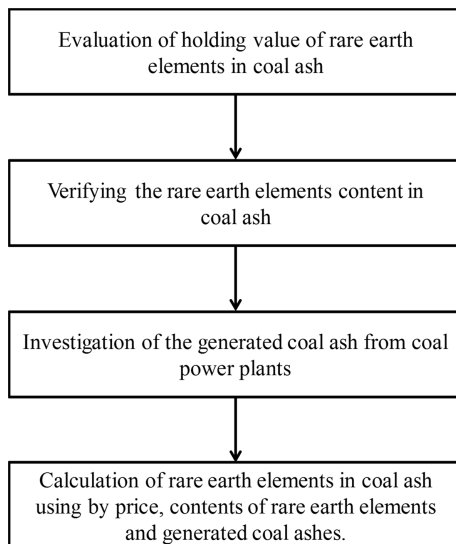 Evaluation of holding value of rare earth
elements in coal ash
Verifying the rare earth elements content in
coal ash
Investigation of the generated coal ash from coal
power plants
Calculation of rare earth elements in coal ash
using by price, contents of rare earth elements
and generated coal ashes.